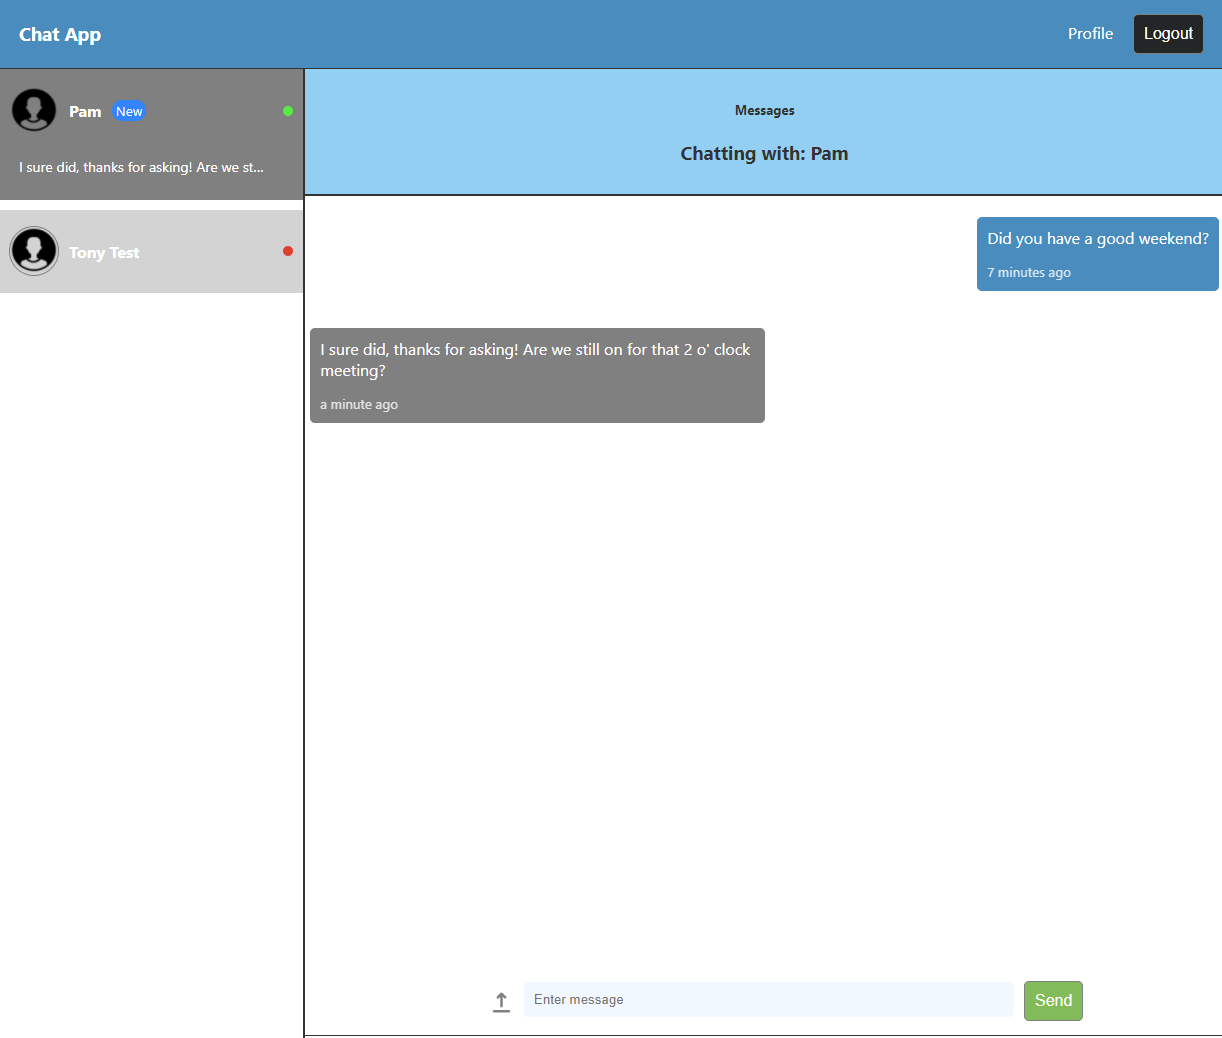 Chat App
Profile
Logout
Pam
New
I sure did, thanks for asking! Are we st...
Tony Test
Messages
Chatting with: Pam
Did you have a good weekend?
7 minutes ago
I sure did, thanks for asking! Are we still on for that 2 o' clock
meeting?
a minute ago
Enter message
Send